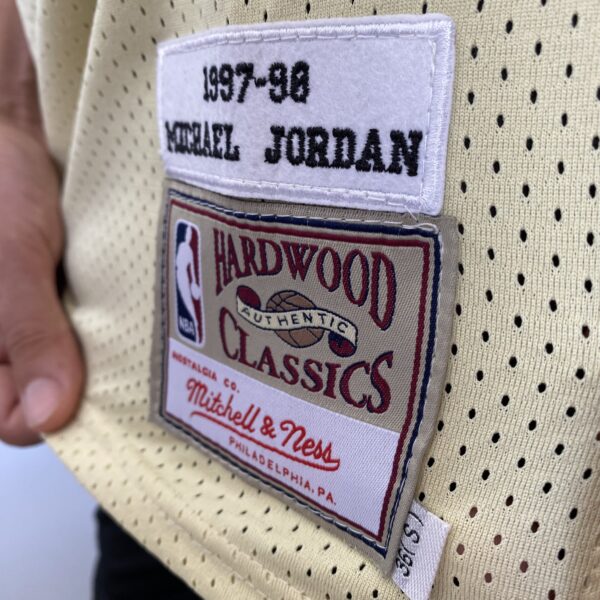 1997-98
MICHAEL JORDAN
NBA
HARDWOOD
AUTHENTIC
CLASSICS
NOSTALGIA CO.
Mitchell & Ness
PHILADELPHIA, PA.
36(S)